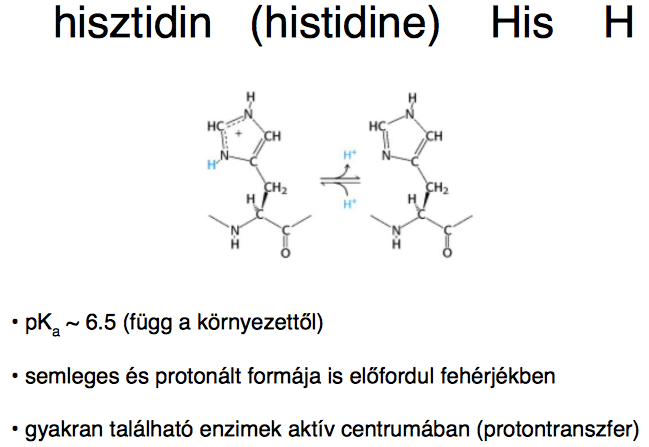 hisztidin (histidine) His H
H
N
HC
+
CH
H
N
C
CH₂
H
C
N
H
C
O
H⁺
H⁺
H
N
HC
CH
N
C
CH₂
H
C
N
H
C
O
• pKₐ ~ 6.5 (függ a környezettől)
• semleges és protonált formája is előfordul fehérjékben
• gyakran található enzimek aktív centrumában (protontranszfer)